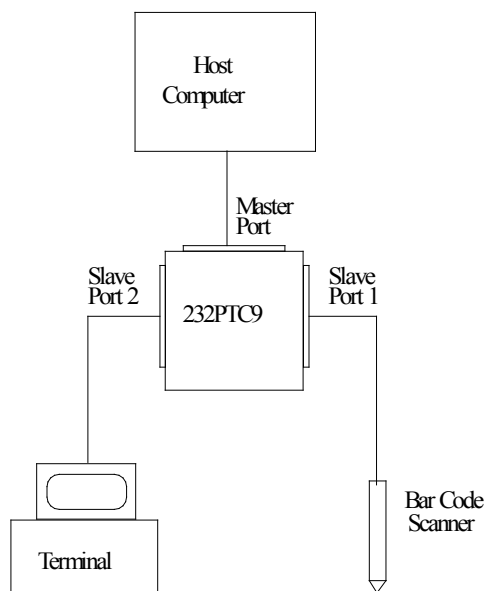 Host
Computer
Master
Port
Slave
Port 2
232PTC9
Slave
Port 1
Bar Code
Scanner
Terminal